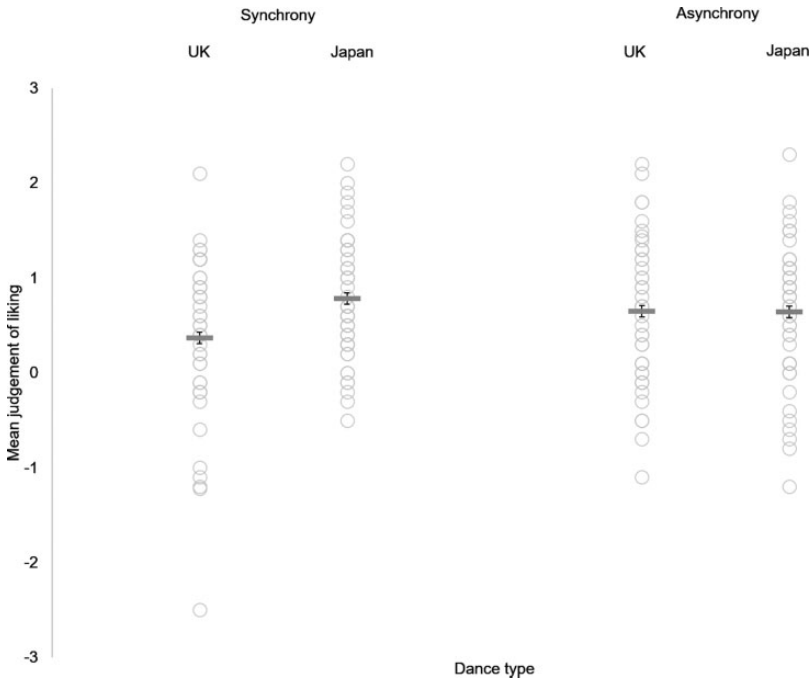 Synchrony Asynchrony
UK Japan UK Japan
3
2
1
0
-1
-2
-3
Mean judgement of liking
Dance type